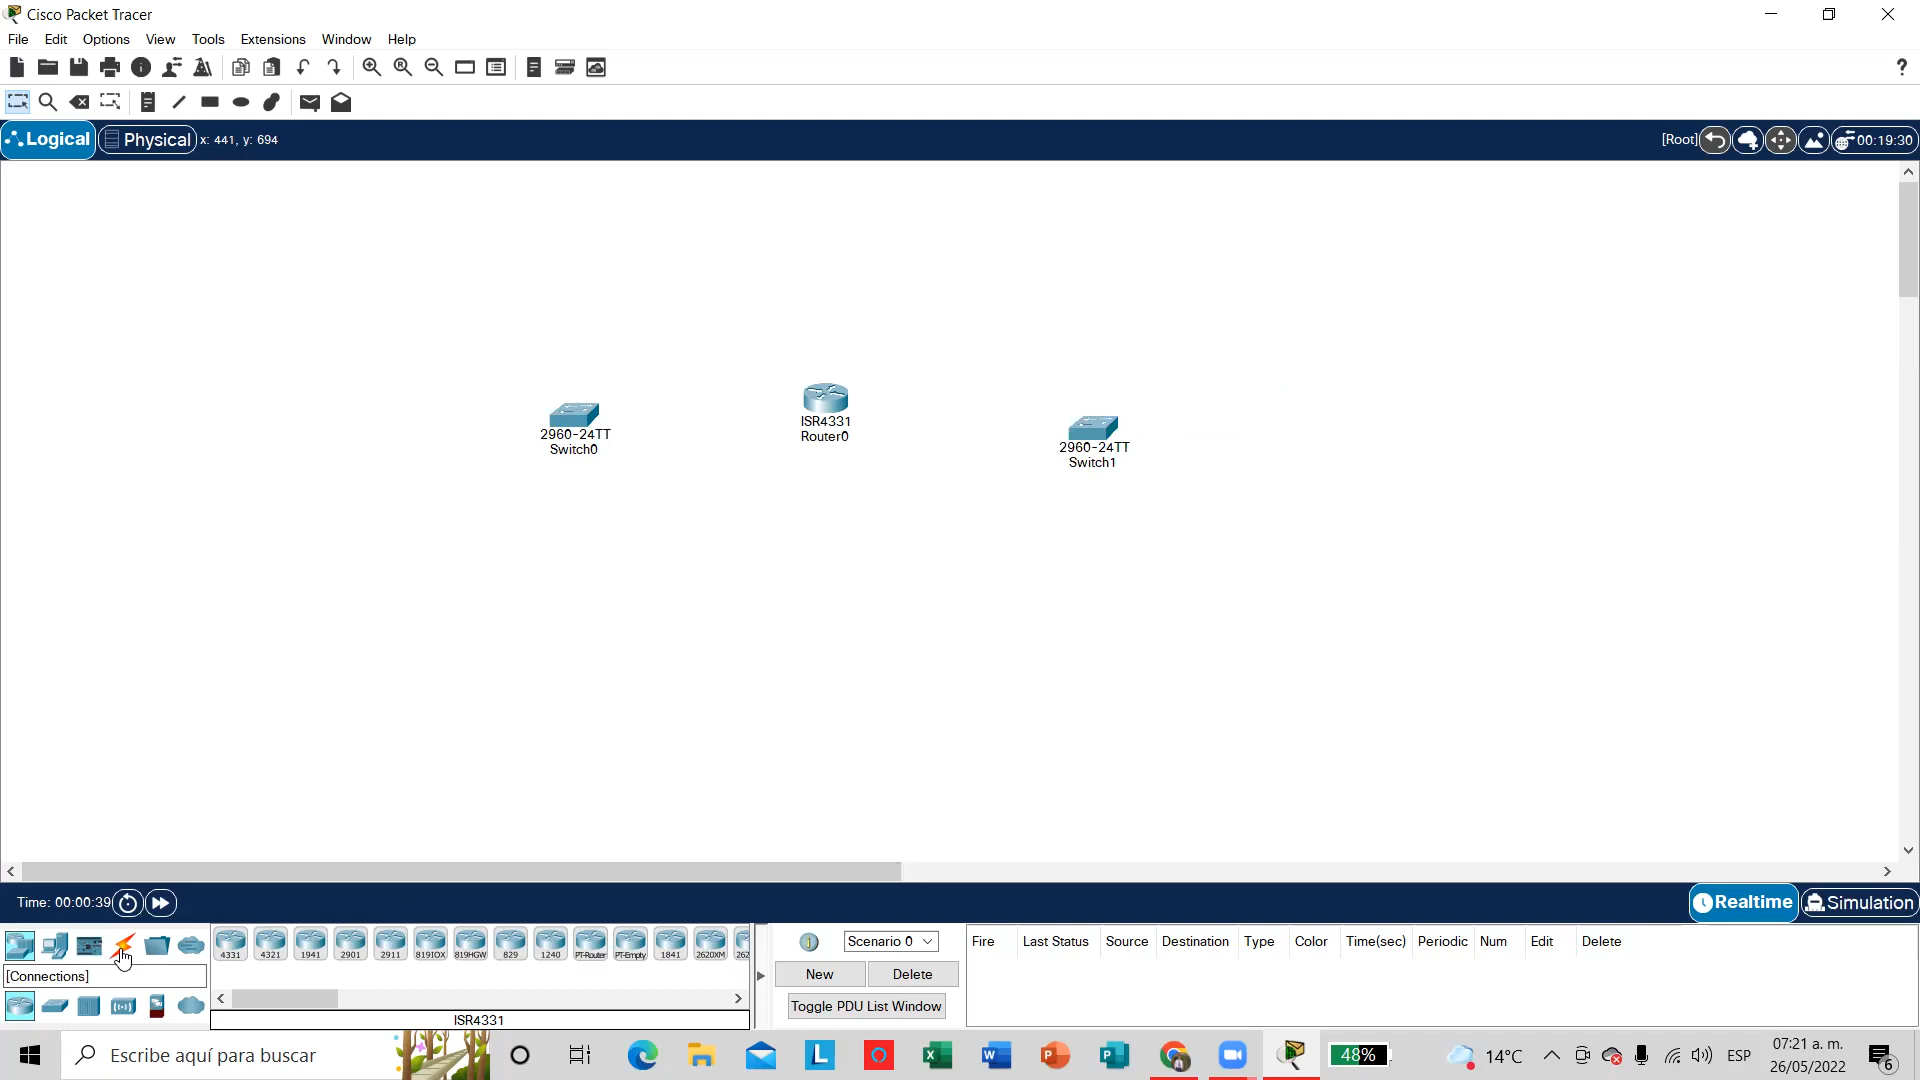 Cisco Packet Tracer
File Edit Options View Tools Extensions Window Help
?
Logical Physical x: 441, y: 694 [Root] 00:19:30
ISR4331
Router0
2960-24TT
Switch0
2960-24TT
Switch1
Time: 00:00:39 Realtime Simulation
[Connections]
4331 4321 1941 2901 2911 819IOX 819HGW 829 1240 PT-Router PT-Empty 1841 2620XM 262
ISR4331
Scenario 0
New Delete
Toggle PDU List Window
Fire Last Status Source Destination Type Color Time(sec) Periodic Num Edit Delete
Escribe aquí para buscar
48%
14°C
ESP
07:21 a. m.
26/05/2022
6